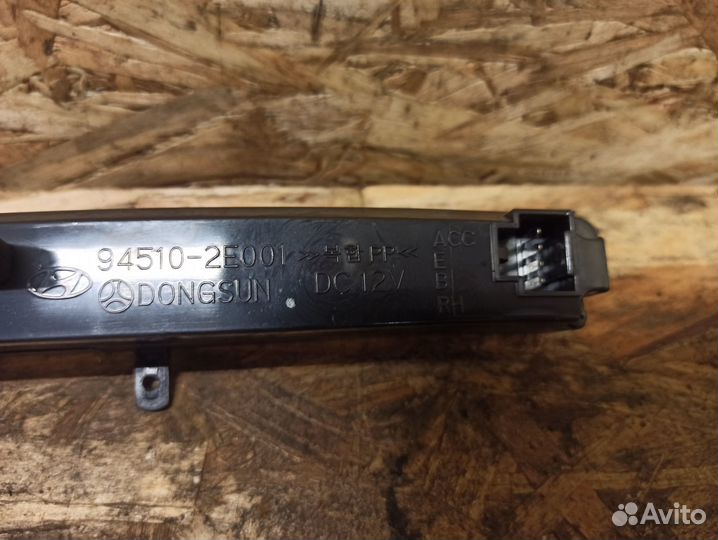 94510-2E001 >복합PP<
DONGSUN DC 12V
ACC
E
B
RH
Avito